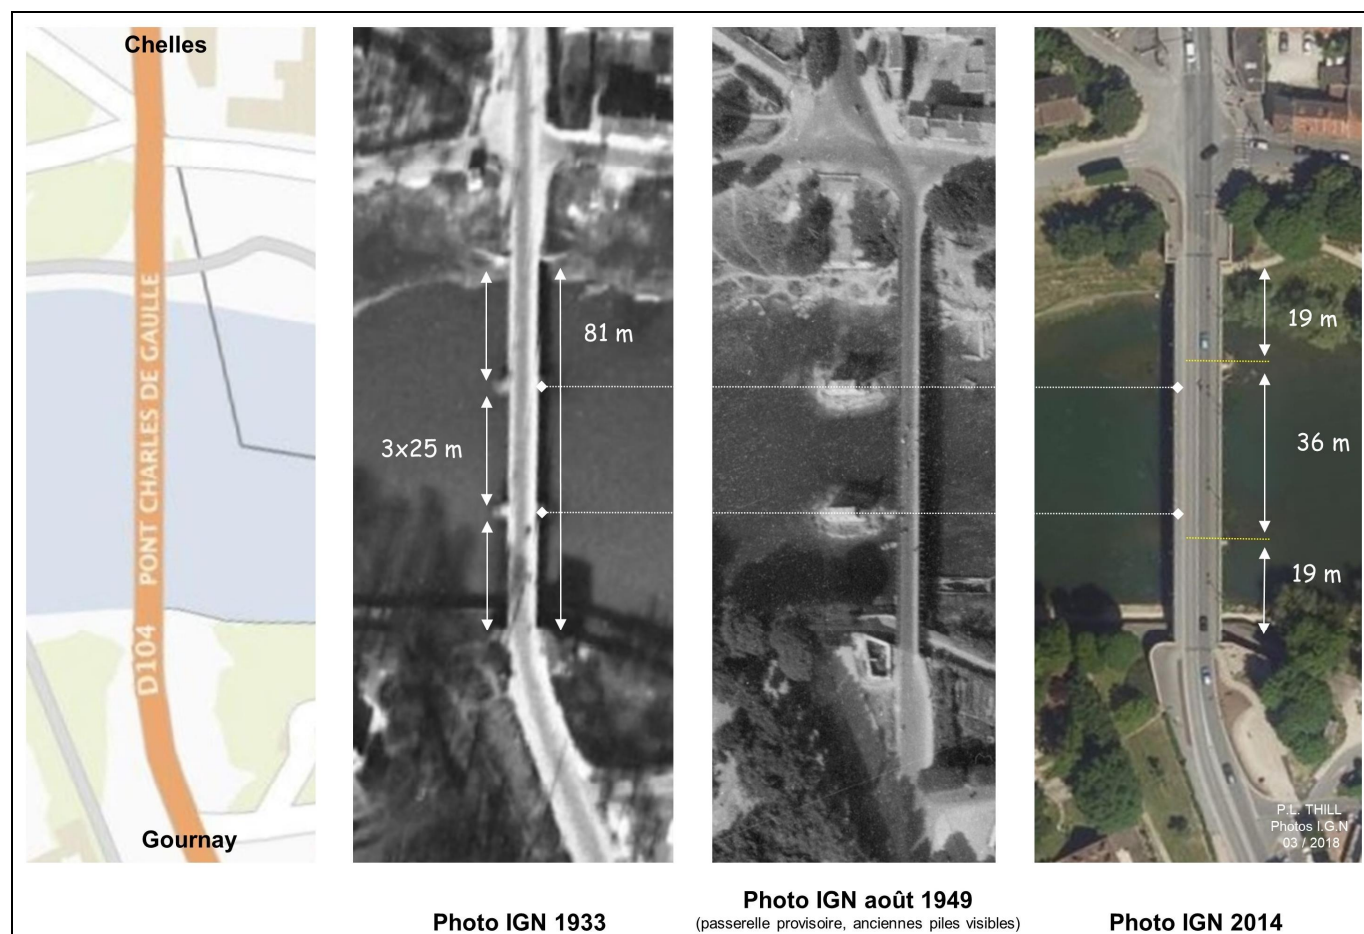 Chelles
D104 PONT CHARLES DE GAULLE
Gournay
81 m
3x25 m
19 m
36 m
19 m
P.L. THILL
Photos I.G.N
03 / 2018
Photo IGN 1933
Photo IGN août 1949
(passerelle provisoire, anciennes piles visibles)
Photo IGN 2014